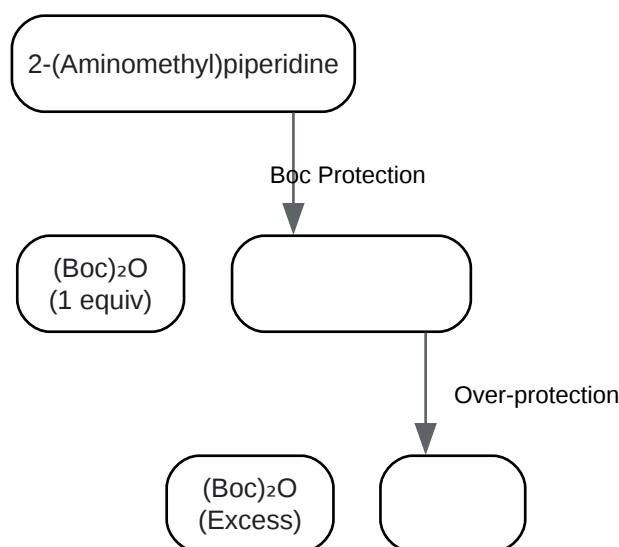 2-(Aminomethyl)piperidine
Boc Protection
(Boc)₂O
(1 equiv)
Over-protection
(Boc)₂O
(Excess)